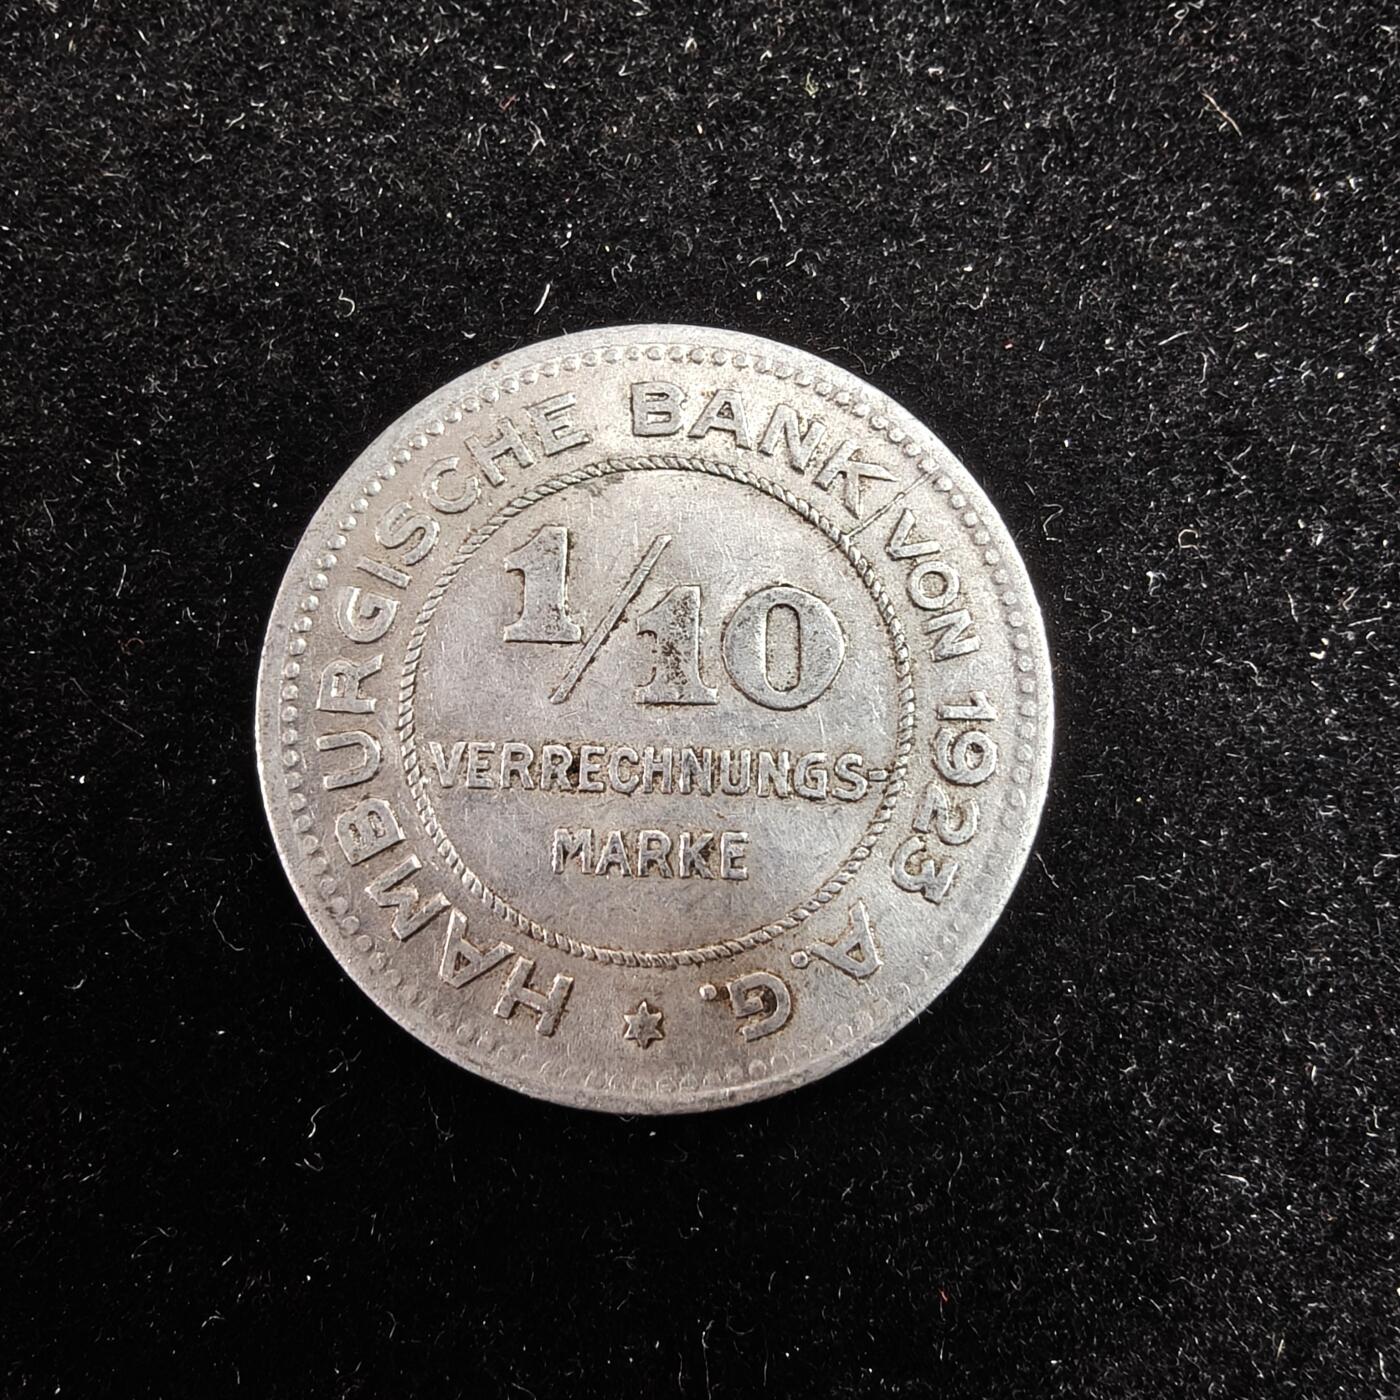 HAMBURGISCHE BANK VON 1923 A.G.
1/10
VERRECHNUNGS-
MARKE